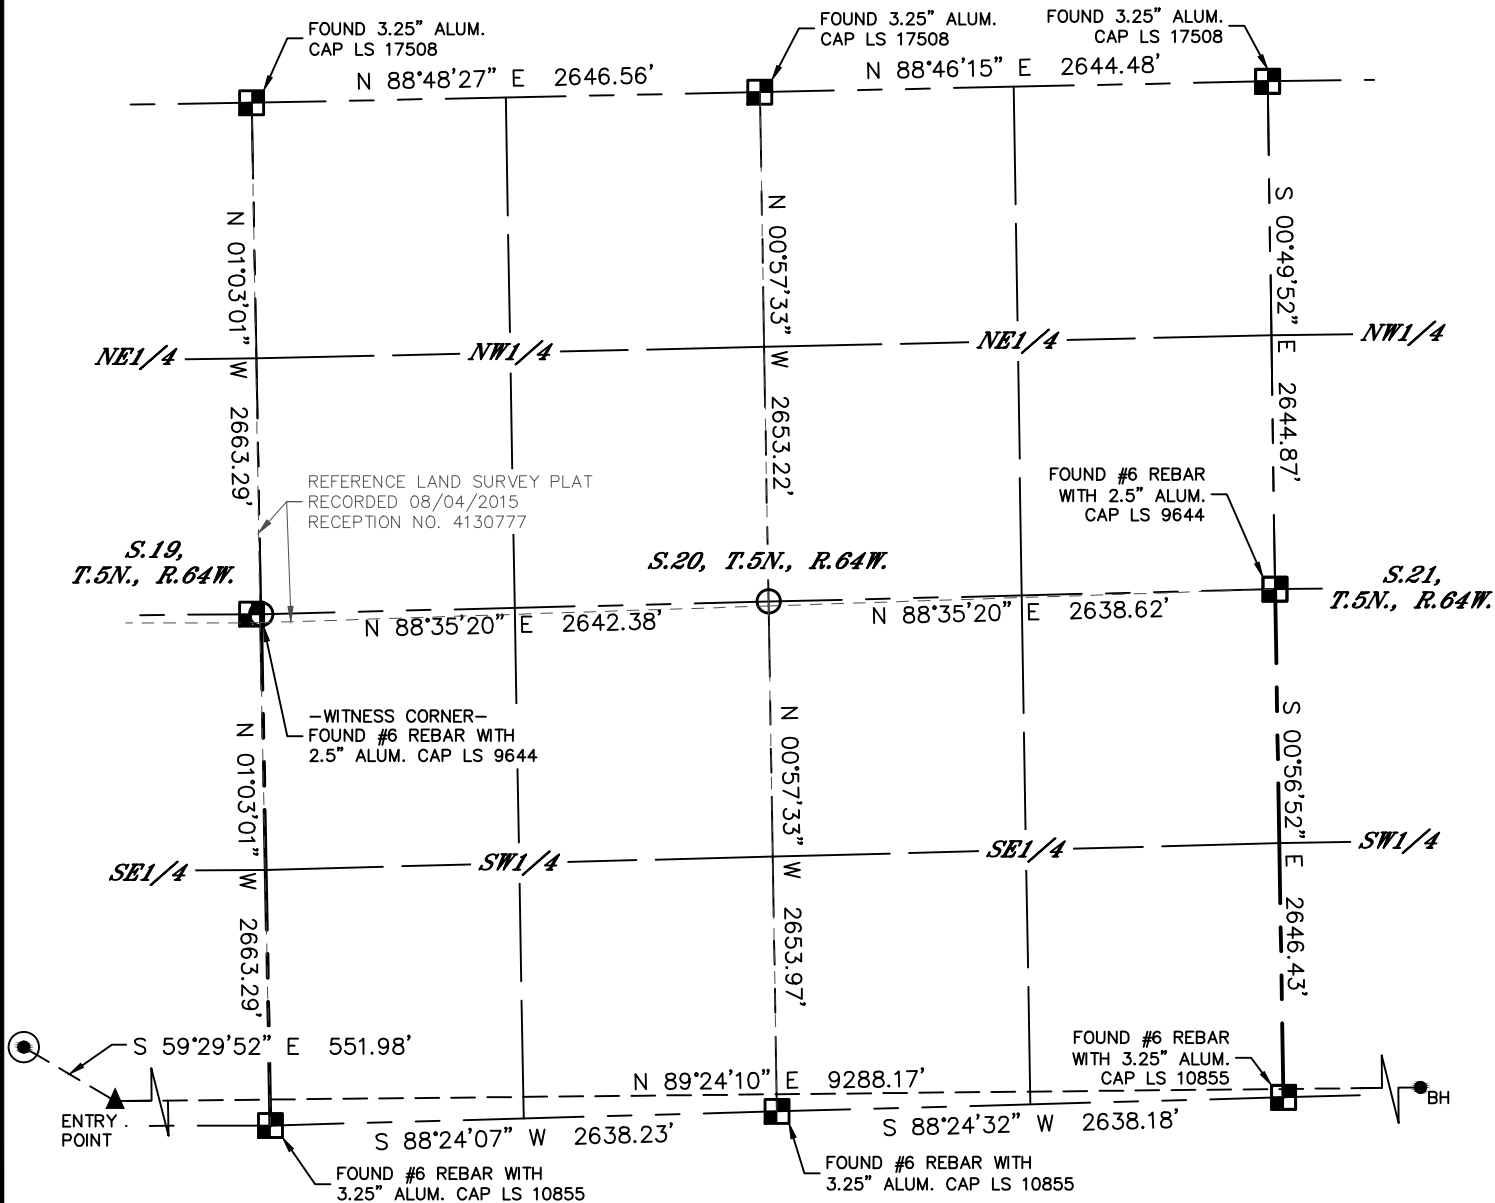 FOUND 3.25" ALUM.
CAP LS 17508
FOUND 3.25" ALUM.
CAP LS 17508
FOUND 3.25" ALUM.
CAP LS 17508
N 88°48'27" E 2646.56'
N 88°46'15" E 2644.48'
N 01°03'01" W 2663.29'
N 00°57'33" W 2653.22'
S 00°49'52" E 2644.87'
NE1/4
NW1/4
NE1/4
NW1/4
REFERENCE LAND SURVEY PLAT
RECORDED 08/04/2015
RECEPTION NO. 4130777
FOUND #6 REBAR
WITH 2.5" ALUM.
CAP LS 9644
S.19,
T.5N., R.64W.
S.20, T.5N., R.64W.
S.21,
T.5N., R.64W.
N 88°35'20" E 2642.38'
N 88°35'20" E 2638.62'
-WITNESS CORNER-
FOUND #6 REBAR WITH
2.5" ALUM. CAP LS 9644
N 01°03'01" W 2663.29'
N 00°57'33" W 2653.97'
S 00°56'52" E 2646.43'
SE1/4
SW1/4
SE1/4
SW1/4
S 59°29'52" E 551.98'
FOUND #6 REBAR
WITH 3.25" ALUM.
CAP LS 10855
N 89°24'10" E 9288.17'
ENTRY
POINT
BH
S 88°24'07" W 2638.23'
S 88°24'32" W 2638.18'
FOUND #6 REBAR WITH
3.25" ALUM. CAP LS 10855
FOUND #6 REBAR WITH
3.25" ALUM. CAP LS 10855